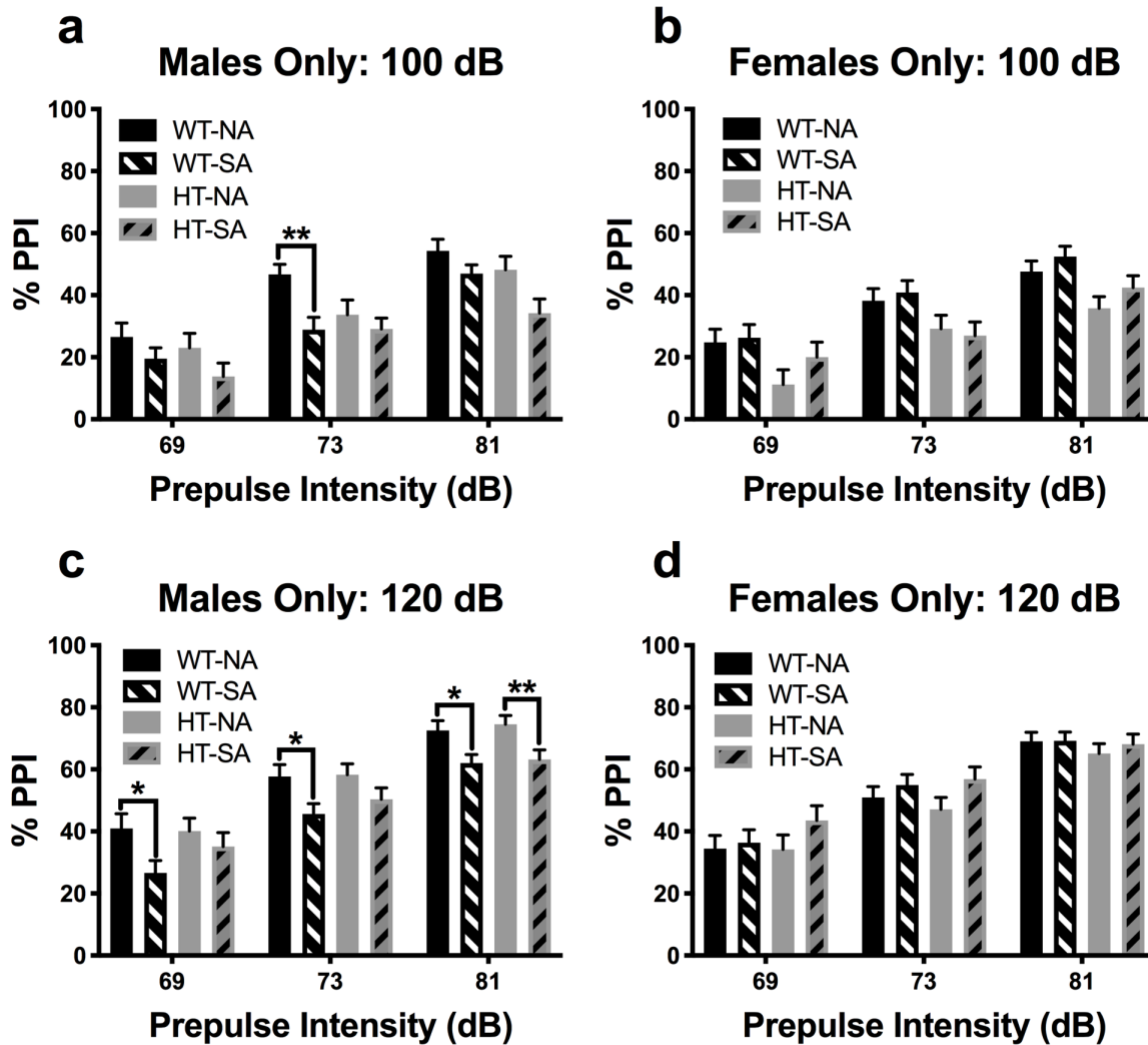 a
Males Only: 100 dB
% PPI
100
80
60
40
20
0
WT-NA
WT-SA
HT-NA
HT-SA
**
69 73 81
Prepulse Intensity (dB)
b
Females Only: 100 dB
% PPI
100
80
60
40
20
0
WT-NA
WT-SA
HT-NA
HT-SA
69 73 81
Prepulse Intensity (dB)
c
Males Only: 120 dB
% PPI
100
80
60
40
20
0
WT-NA
WT-SA
HT-NA
HT-SA
* * * **
69 73 81
Prepulse Intensity (dB)
d
Females Only: 120 dB
% PPI
100
80
60
40
20
0
WT-NA
WT-SA
HT-NA
HT-SA
69 73 81
Prepulse Intensity (dB)